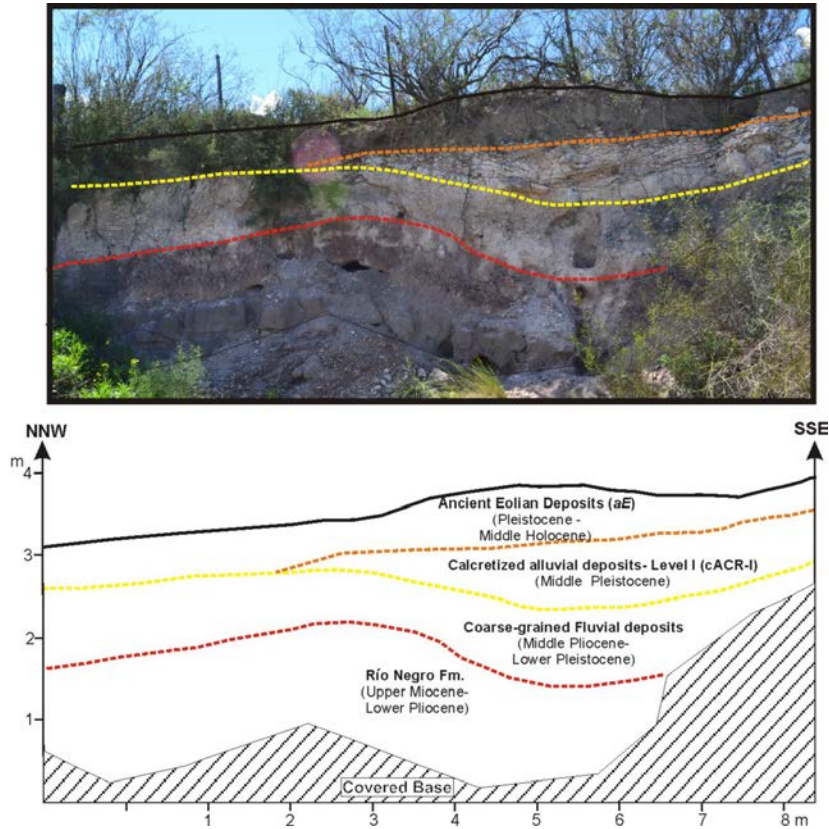 NNW
SSE
m
4
Ancient Eolian Deposits (aE)
(Pleistocene -
Middle Holocene)
3
Calcretized alluvial deposits- Level I (cACR-I)
(Middle Pleistocene)
2
Coarse-grained Fluvial deposits
(Middle Pliocene-
Lower Pleistocene)
Río Negro Fm.
(Upper Miocene-
Lower Pliocene)
1
Covered Base
1 2 3 4 5 6 7 8 m